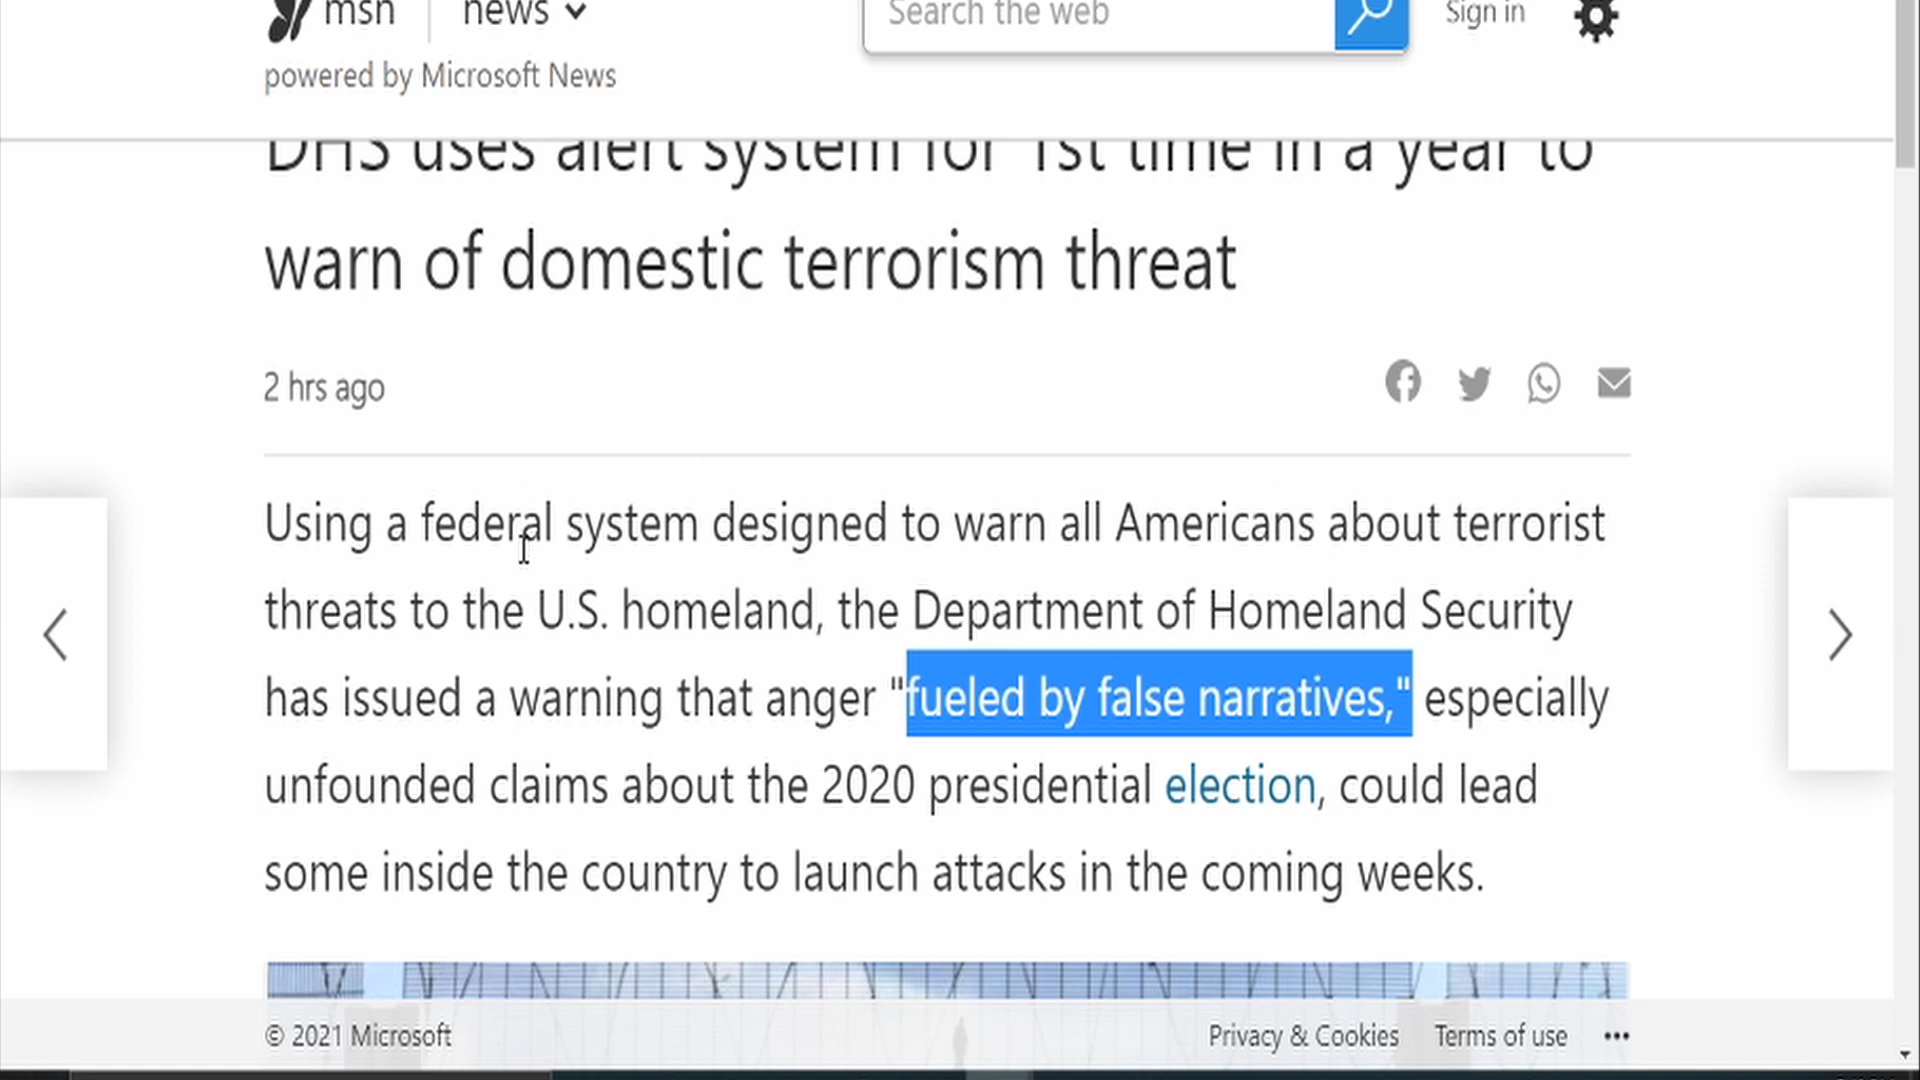 msn news
Search the web
Sign in
powered by Microsoft News
DHS uses alert system for 1st time in a year to
warn of domestic terrorism threat
2 hrs ago
Using a federal system designed to warn all Americans about terrorist
threats to the U.S. homeland, the Department of Homeland Security
has issued a warning that anger "fueled by false narratives," especially
unfounded claims about the 2020 presidential election, could lead
some inside the country to launch attacks in the coming weeks.
© 2021 Microsoft
Privacy & Cookies
Terms of use